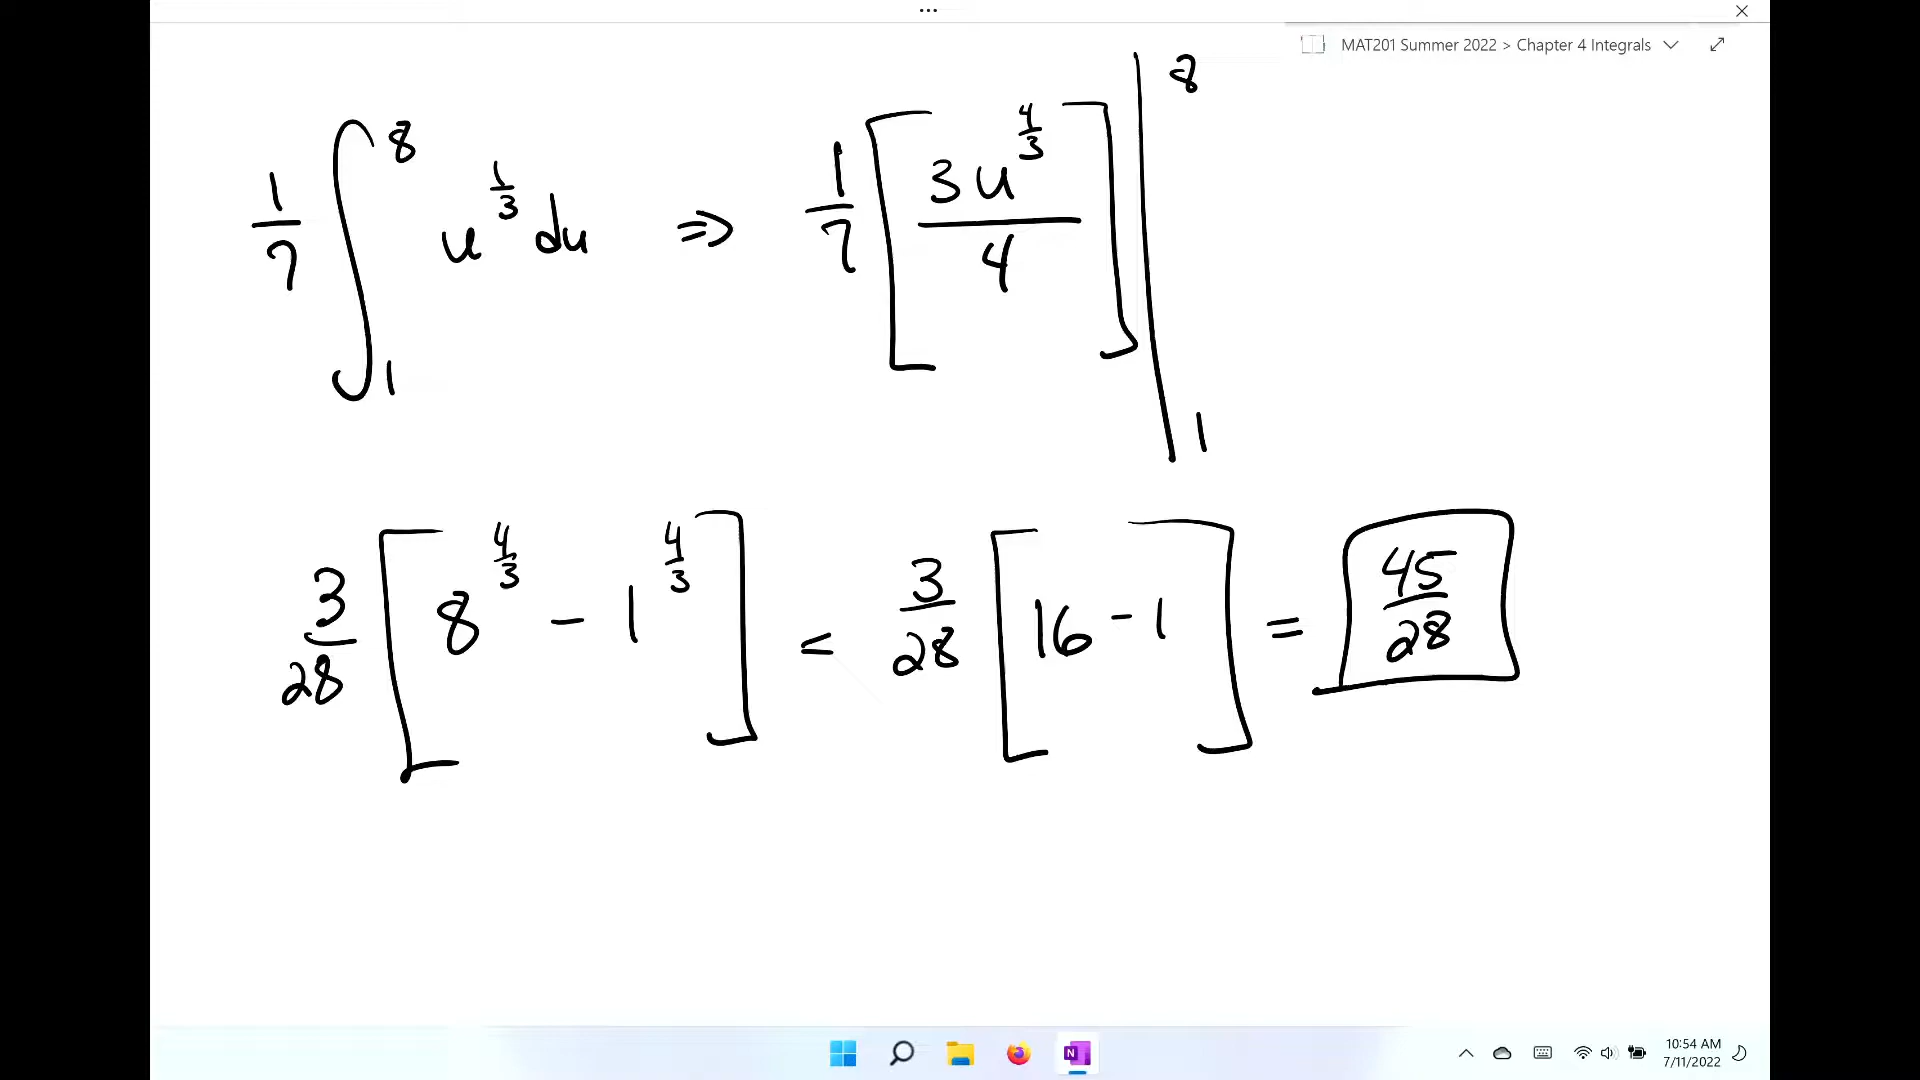 ...
MAT201 Summer 2022 > Chapter 4 Integrals
1/7 ∫₁⁸ u^(1/3) du ⇒ 1/7 [3u^(4/3) / 4] |₁⁸
3/28 [8^(4/3) − 1^(4/3)] = 3/28 [16 − 1] = 45/28
10:54 AM
7/11/2022